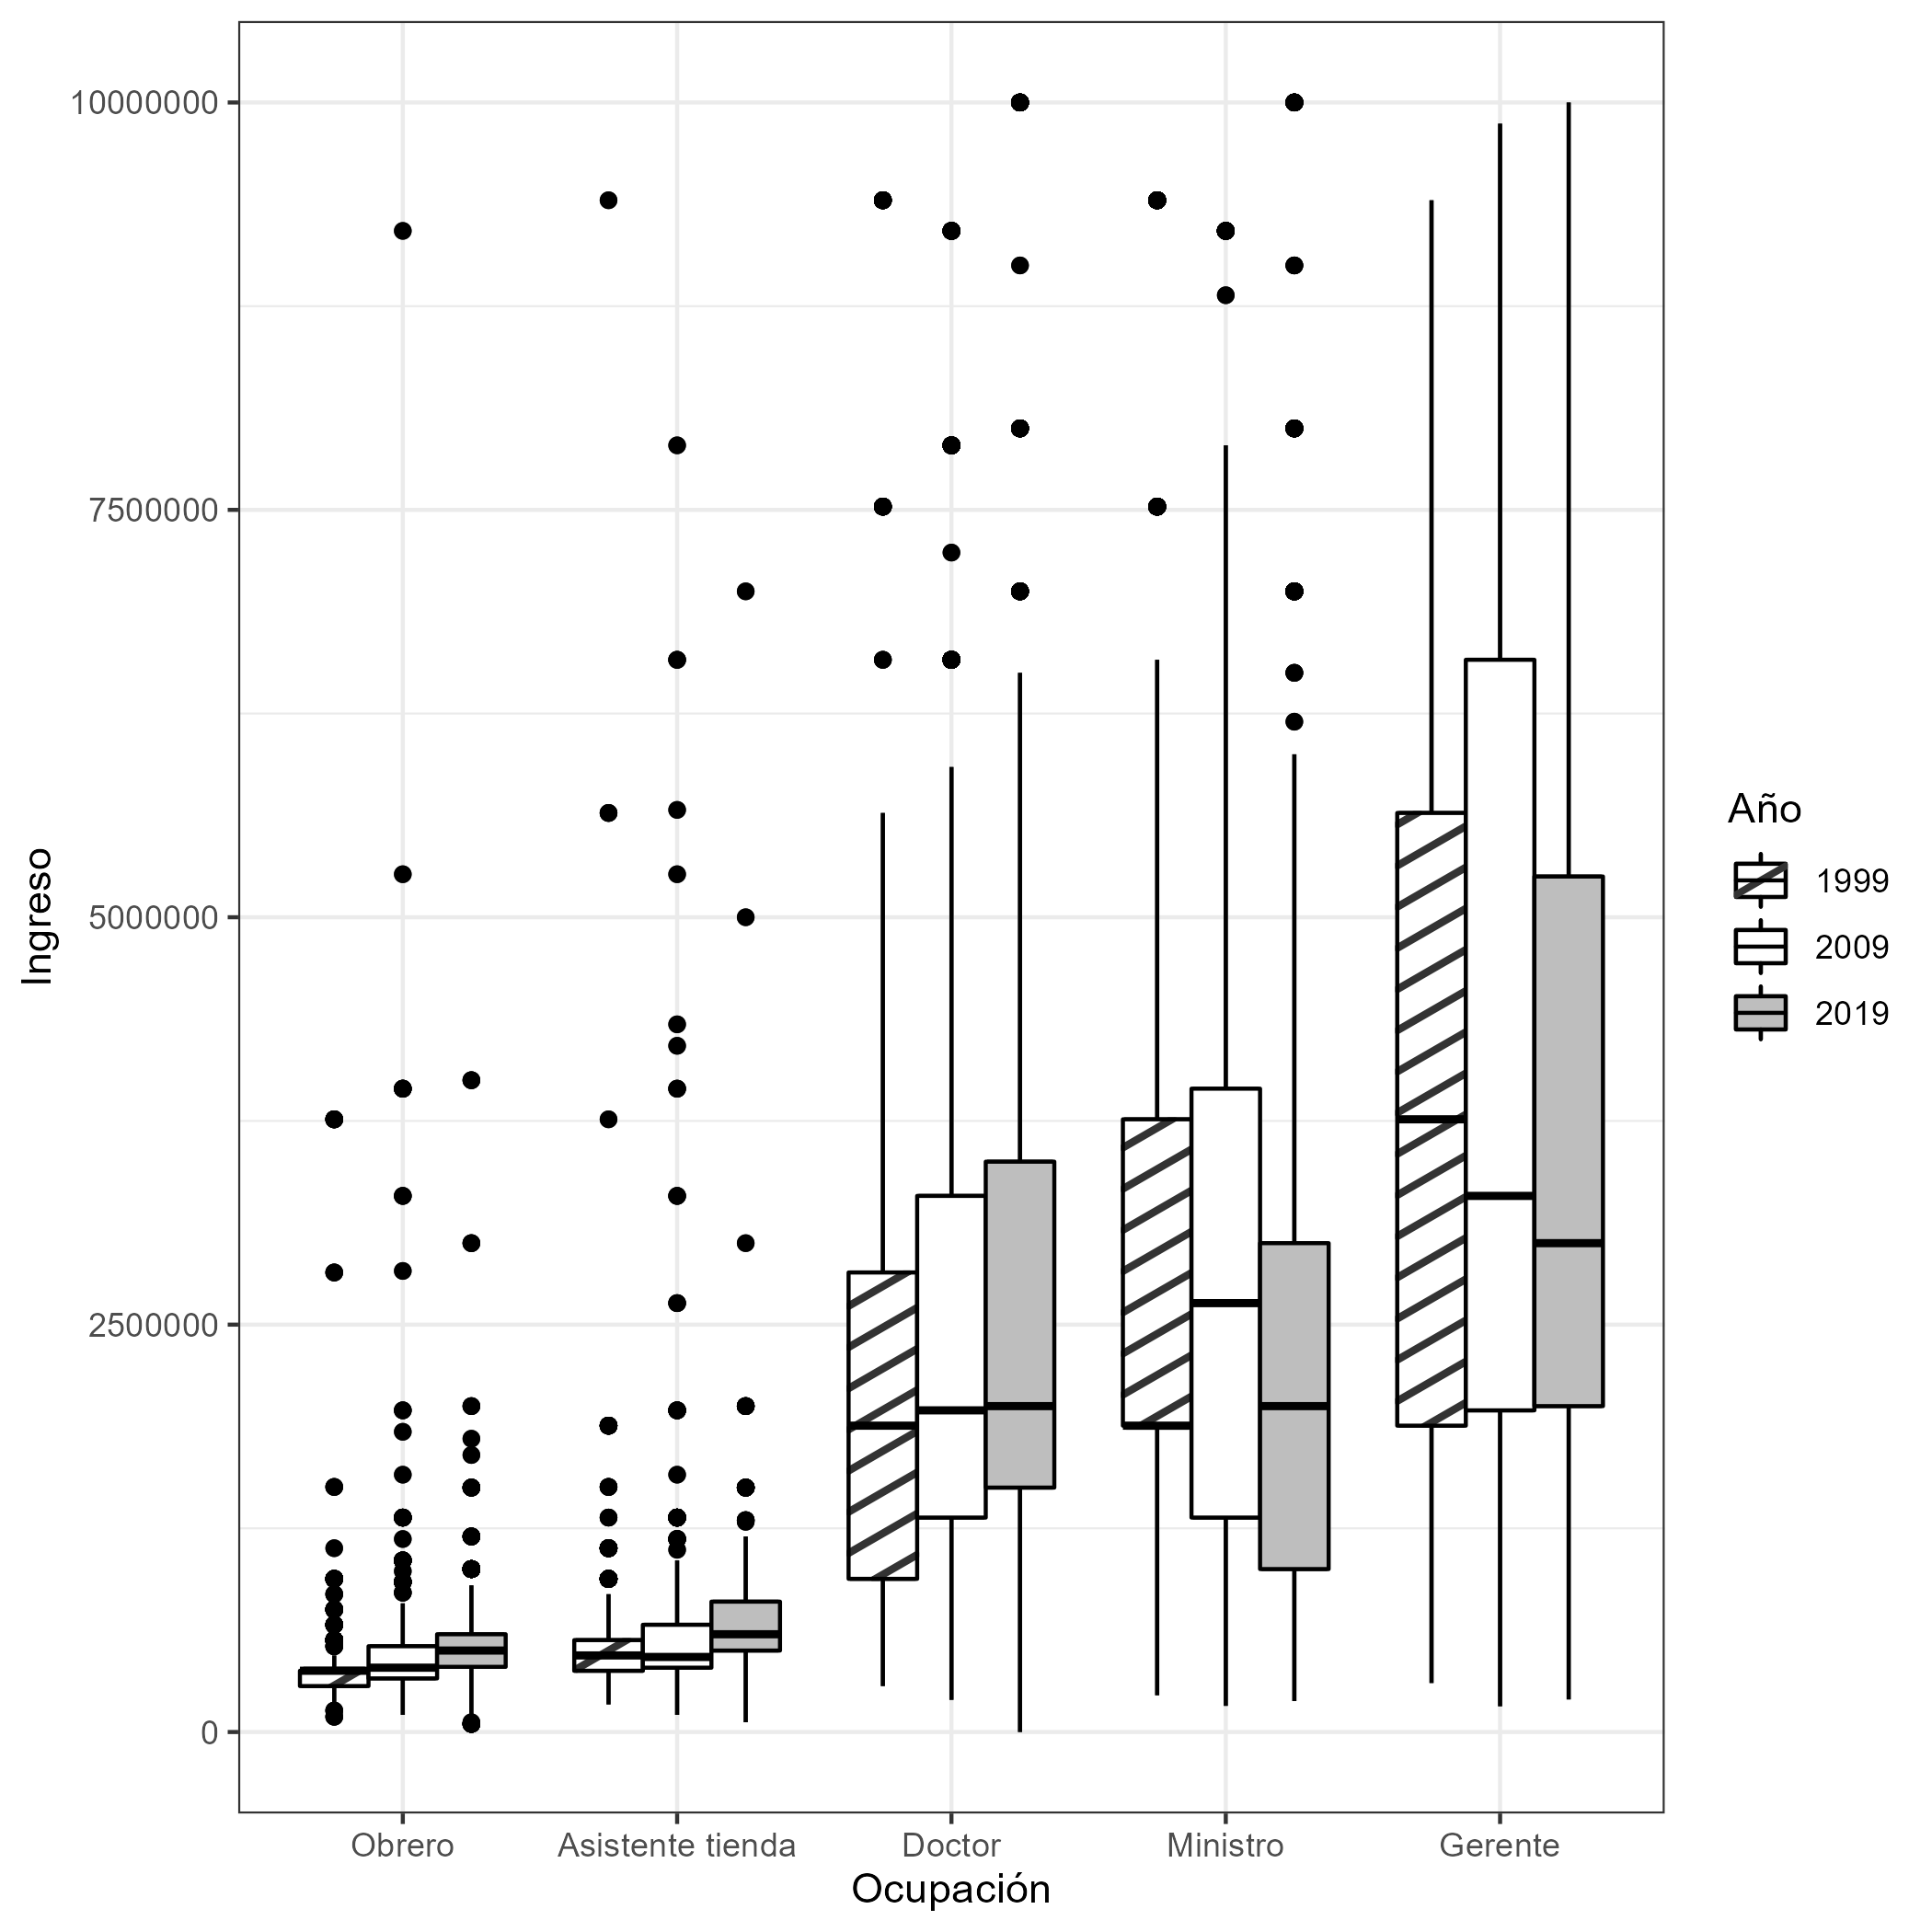 Ingreso
10000000
7500000
5000000
2500000
0
Obrero
Asistente tienda
Doctor
Ministro
Gerente
Ocupación
Año
1999
2009
2019